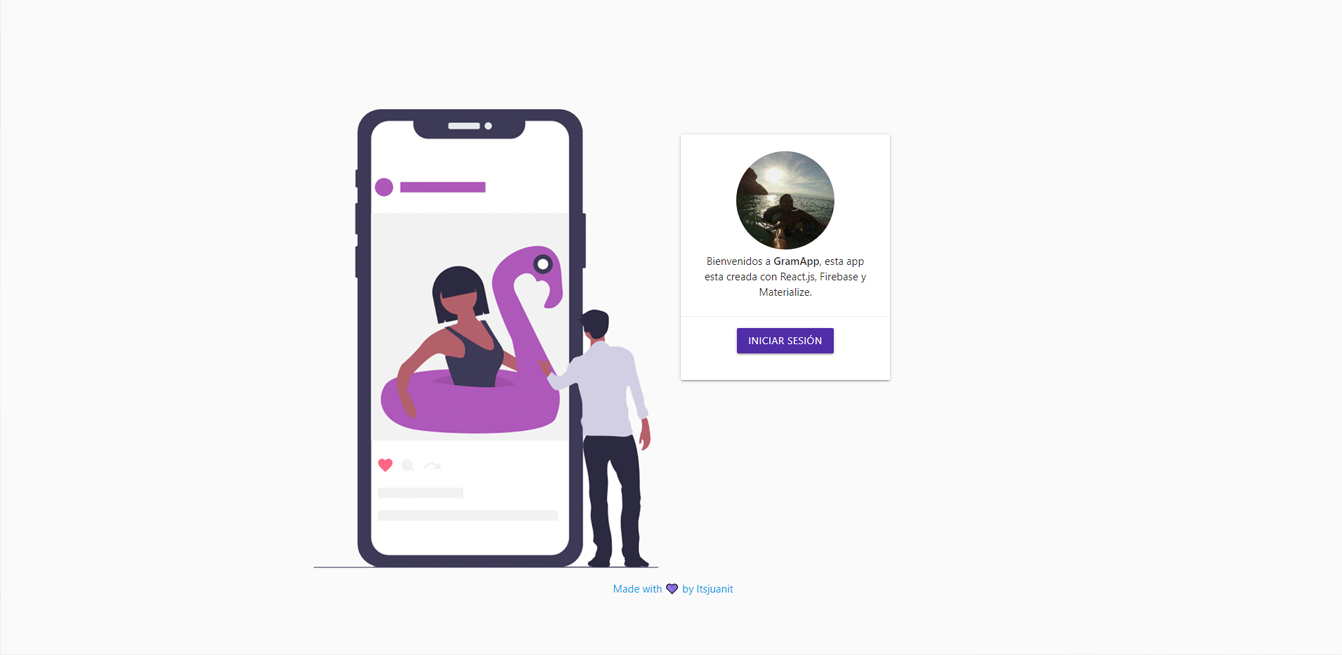 Bienvenidos a GramApp, esta app
esta creada con React.js, Firebase y
Materialize.
INICIAR SESIÓN
Made with 💜 by Itsjuanit